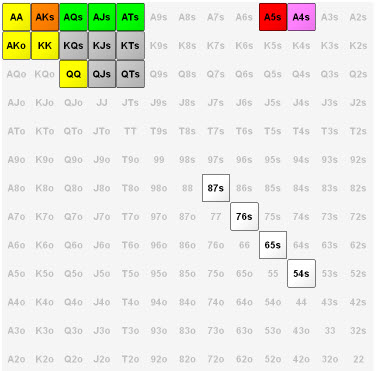 AA AKs AQs AJs ATs A9s A8s A7s A6s A5s A4s A3s A2s
AKo KK KQs KJs KTs K9s K8s K7s K6s K5s K4s K3s K2s
AQo KQo QQ QJs QTs Q9s Q8s Q7s Q6s Q5s Q4s Q3s Q2s
AJo KJo QJo JJ JTs J9s J8s J7s J6s J5s J4s J3s J2s
ATo KTo QTo JTo TT T9s T8s T7s T6s T5s T4s T3s T2s
A9o K9o Q9o J9o T9o 99 98s 97s 96s 95s 94s 93s 92s
A8o K8o Q8o J8o T8o 98o 88 87s 86s 85s 84s 83s 82s
A7o K7o Q7o J7o T7o 97o 87o 77 76s 75s 74s 73s 72s
A6o K6o Q6o J6o T6o 96o 86o 76o 66 65s 64s 63s 62s
A5o K5o Q5o J5o T5o 95o 85o 75o 65o 55 54s 53s 52s
A4o K4o Q4o J4o T4o 94o 84o 74o 64o 54o 44 43s 42s
A3o K3o Q3o J3o T3o 93o 83o 73o 63o 53o 43o 33 32s
A2o K2o Q2o J2o T2o 92o 82o 72o 62o 52o 42o 32o 22